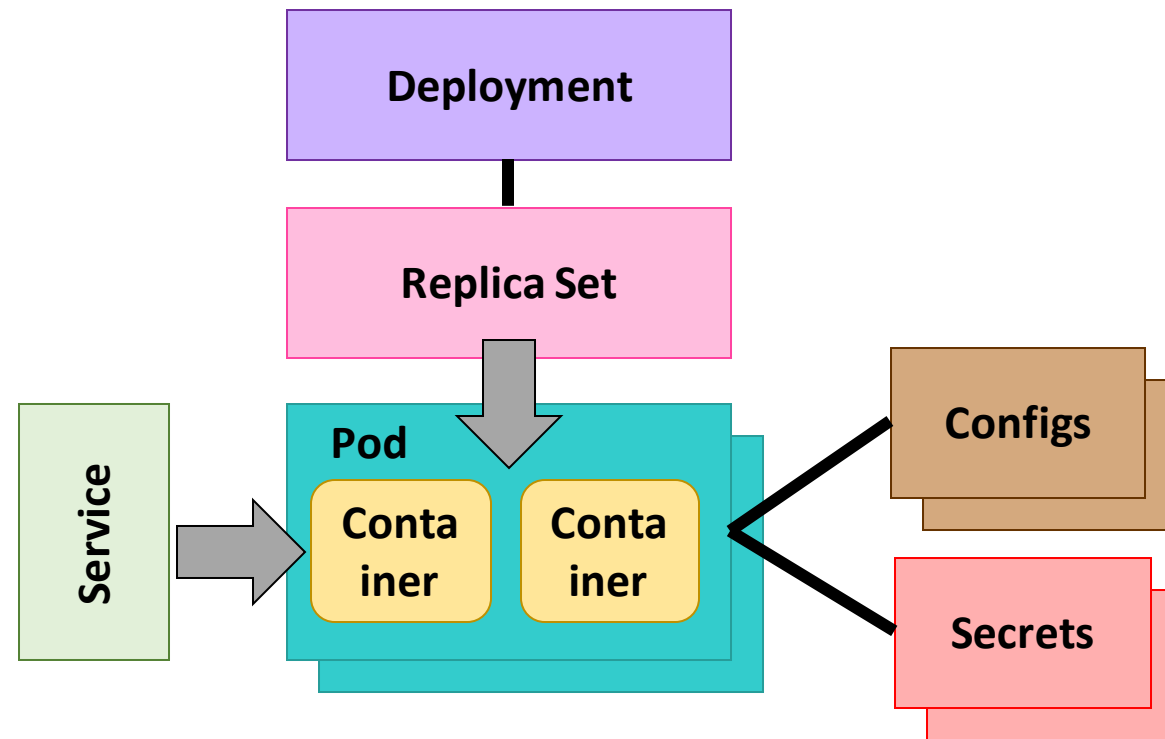 Deployment
Replica Set
Service
Pod
Conta
iner
Conta
iner
Configs
Secrets